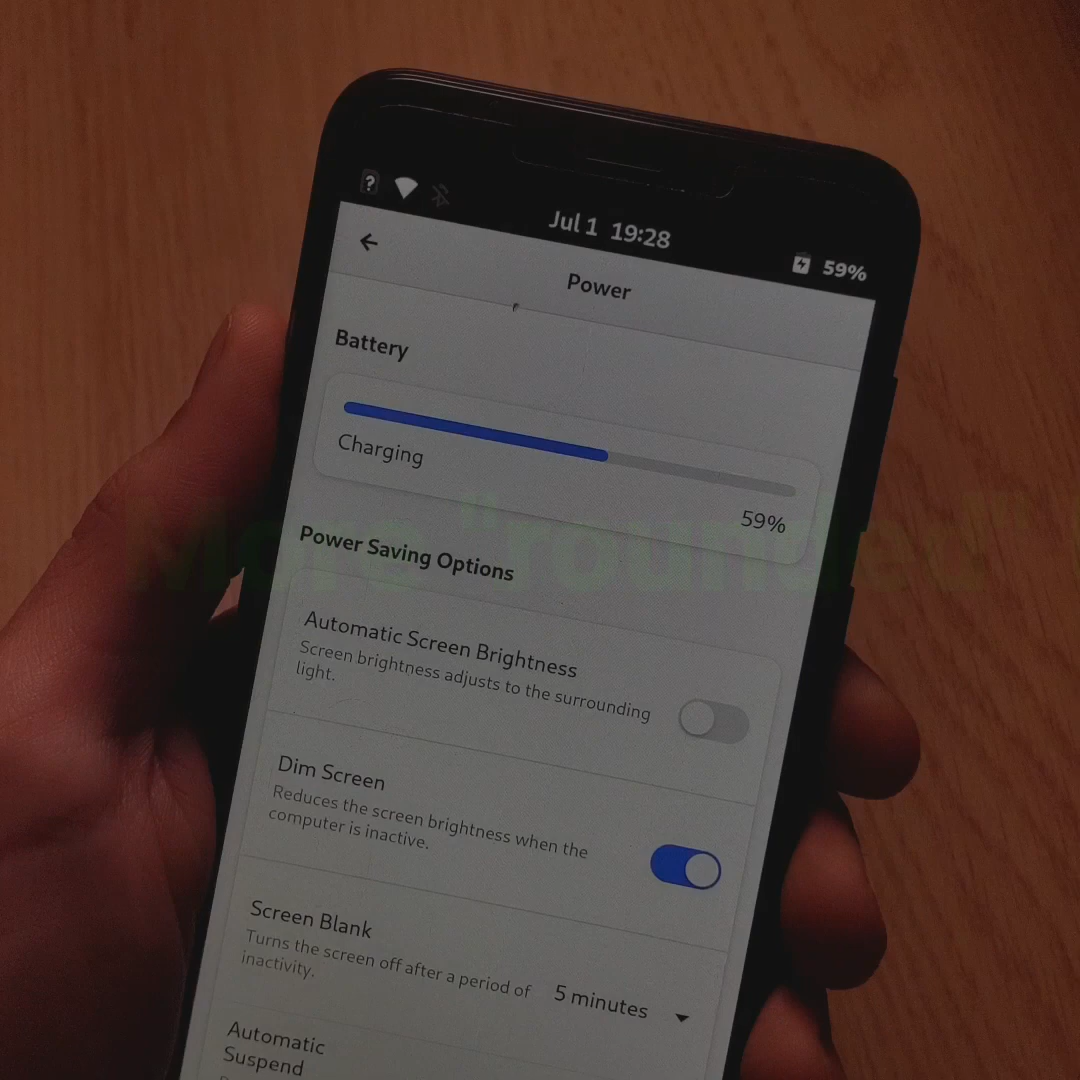 ?
Jul 1 19:28
59%
Power
Battery
Charging
59%
More "rounded"
Power Saving Options
Automatic Screen Brightness
Screen brightness adjusts to the surrounding
light.
Dim Screen
Reduces the screen brightness when the
computer is inactive.
Screen Blank
Turns the screen off after a period of
inactivity.
5 minutes
Automatic
Suspend